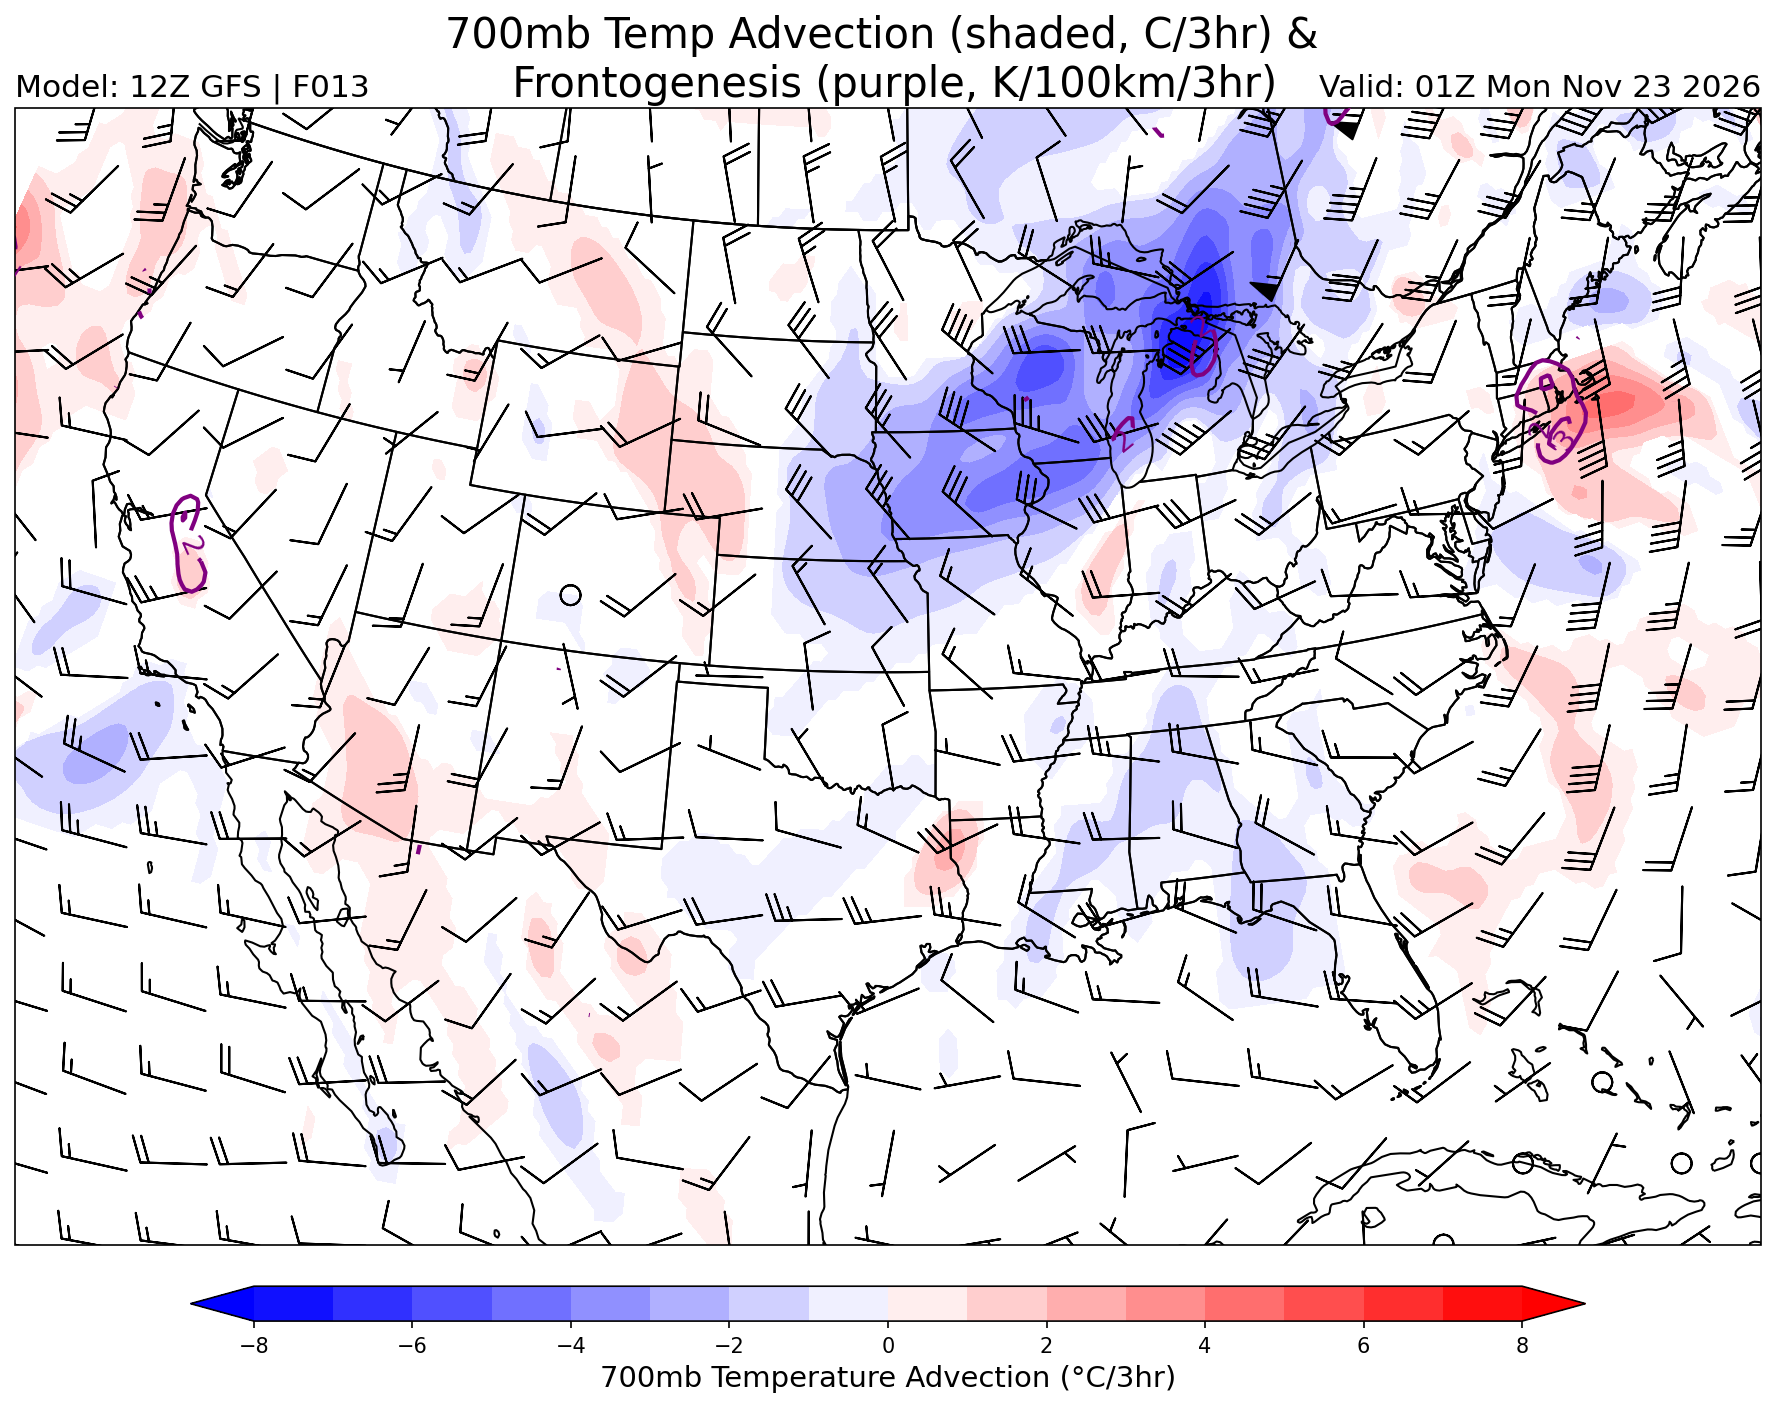 700mb Temp Advection (shaded, C/3hr) &
Model: 12Z GFS | F013
Frontogenesis (purple, K/100km/3hr)
Valid: 01Z Mon Nov 23 2026
2
2
3
−8
−6
−4
−2
0
2
4
6
8
700mb Temperature Advection (°C/3hr)